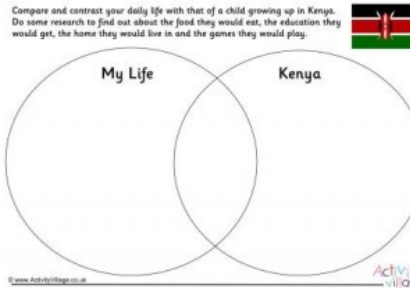 Compare and contrast your daily life with that of a child growing up in Kenya.
Do some research to find out about the food they would eat, the education they
would get, the home they would live in and the games they would play.
My Life
Kenya
© www.ActivityVillage.co.uk
Activi
villa